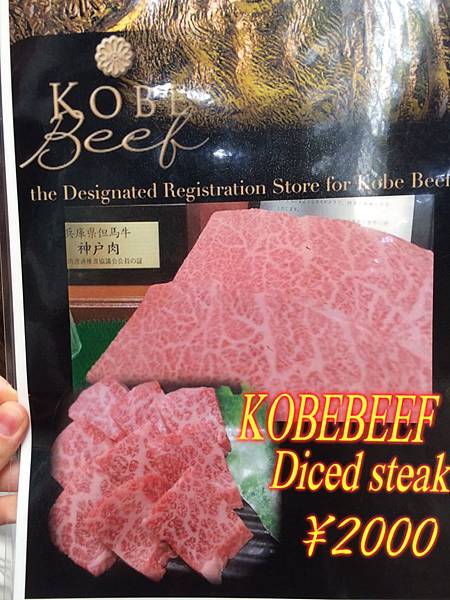 KOBE
Beef
the Designated Registration Store for Kobe Beef
兵庫県但馬牛
神戸肉
KOBEBEEF
Diced steak
¥2000